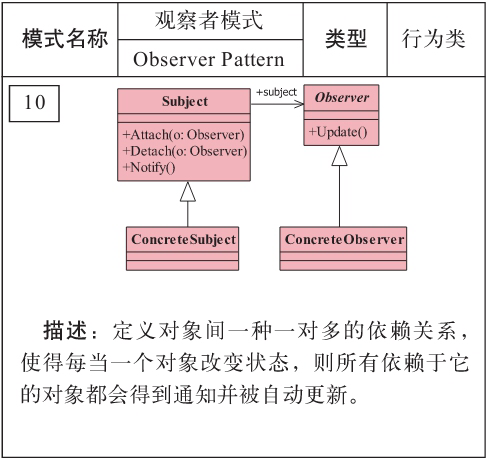 模式名称
观察者模式
Observer Pattern
类型
行为类
10
Subject
+Attach(o: Observer)
+Detach(o: Observer)
+Notify()
+subject
Observer
+Update()
ConcreteSubject
ConcreteObserver
描述：定义对象间一种一对多的依赖关系，
使得每当一个对象改变状态，则所有依赖于它
的对象都会得到通知并被自动更新。